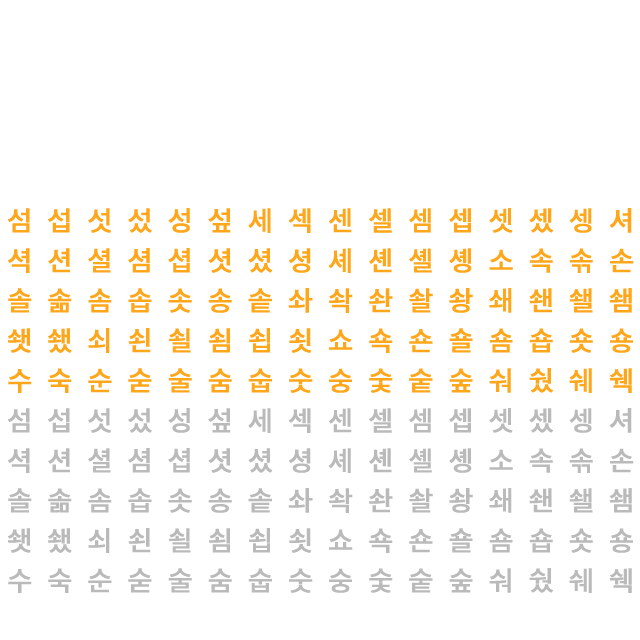 섬 섭 섯 섰 성 섶 세 섹 센 셀 셈 셉 셋 셌 셍 셔
셕 션 셜 셤 셥 셧 셨 셩 셰 셴 셸 솅 소 속 솎 손
솔 솖 솜 솝 솟 송 솥 솨 솩 솬 솰 솽 쇄 쇈 쇌 쇔
쇗 쇘 쇠 쇤 쇨 쇰 쇱 쇳 쇼 쇽 숀 숄 숌 숍 숏 숑
수 숙 순 숟 술 숨 숩 숫 숭 숯 숱 숲 숴 쉈 쉐 쉑
섬 섭 섯 섰 성 섶 세 섹 센 셀 셈 셉 셋 셌 셍 셔
셕 션 셜 셤 셥 셧 셨 셩 셰 셴 셸 솅 소 속 솎 손
솔 솖 솜 솝 솟 송 솥 솨 솩 솬 솰 솽 쇄 쇈 쇌 쇔
쇗 쇘 쇠 쇤 쇨 쇰 쇱 쇳 쇼 쇽 숀 숄 숌 숍 숏 숑
수 숙 순 숟 술 숨 숩 숫 숭 숯 숱 숲 숴 쉈 쉐 쉑